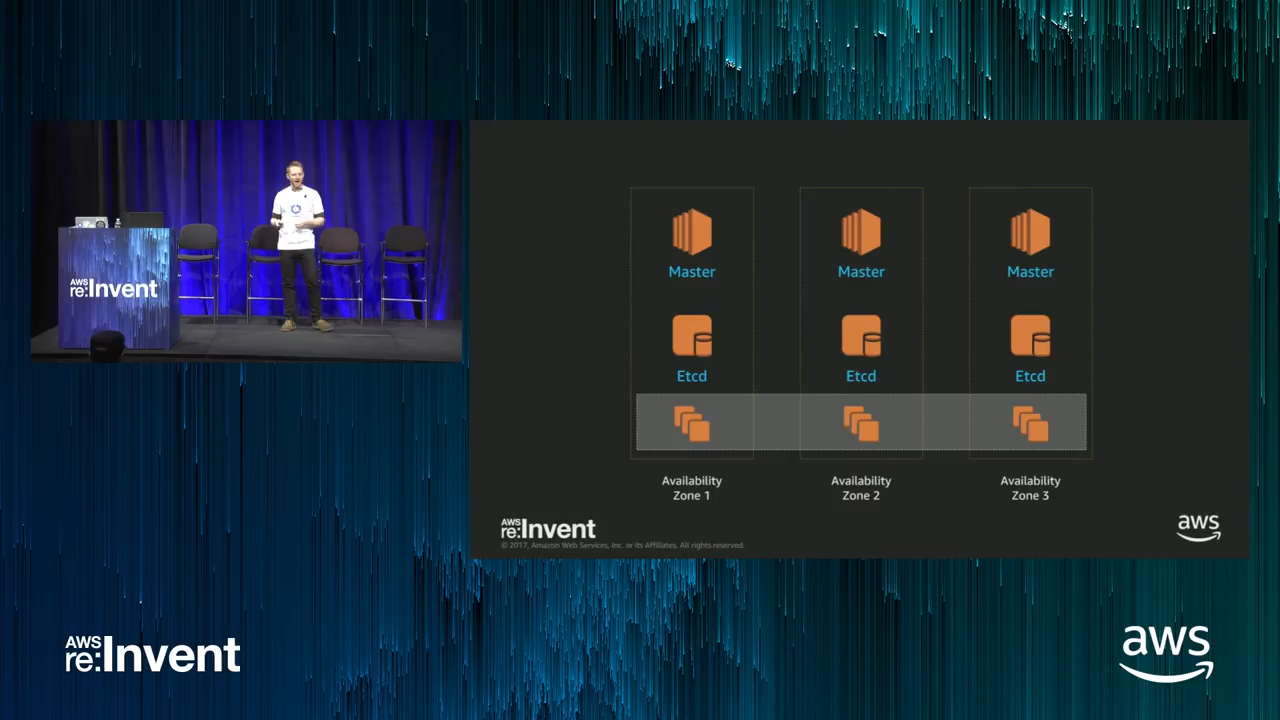 AWS
re:Invent
Master
Master
Master
Etcd
Etcd
Etcd
Availability
Zone 1
Availability
Zone 2
Availability
Zone 3
AWS
re:Invent
© 2017, Amazon Web Services, Inc. or its Affiliates. All rights reserved.
aws
AWS
re:Invent
aws